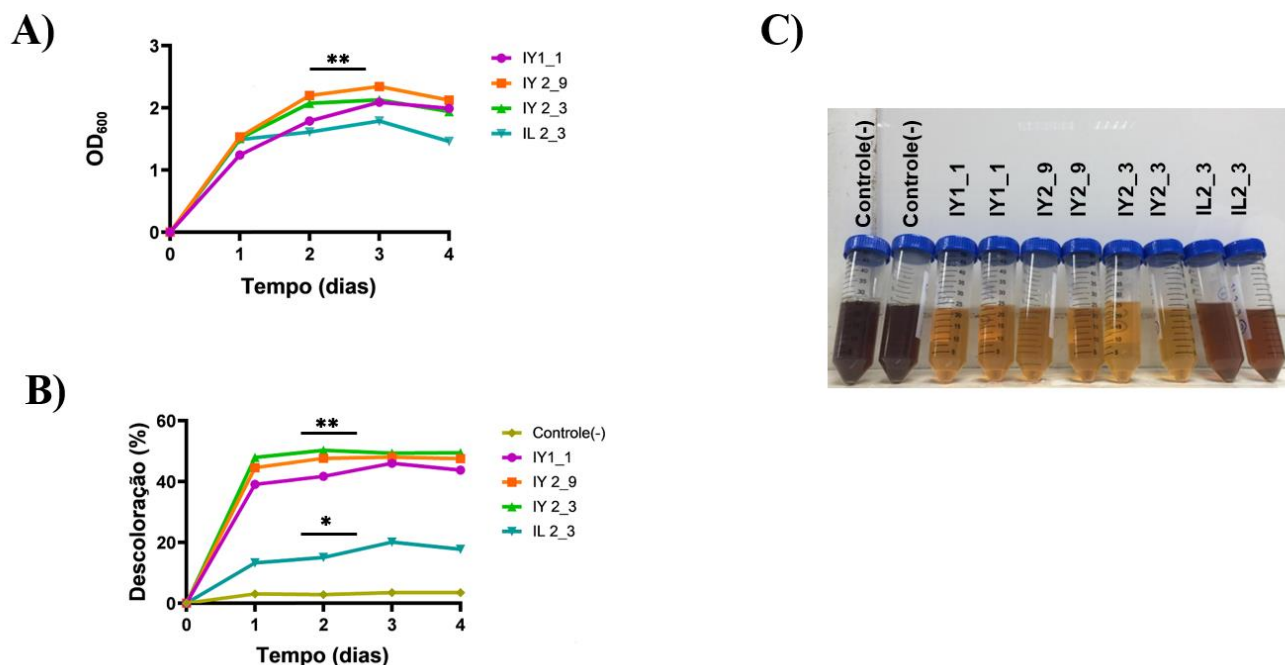 A)
3
2
1
0
OD600
**
0 1 2 3 4
Tempo (dias)
IY1_1
IY 2_9
IY 2_3
IL 2_3
B)
60
40
20
0
Descoloração (%)
**
*
0 1 2 3 4
Tempo (dias)
Controle(-)
IY1_1
IY 2_9
IY 2_3
IL 2_3
C)
Controle(-)
Controle(-)
IY1_1
IY1_1
IY2_9
IY2_9
IY2_3
IY2_3
IL2_3
IL2_3